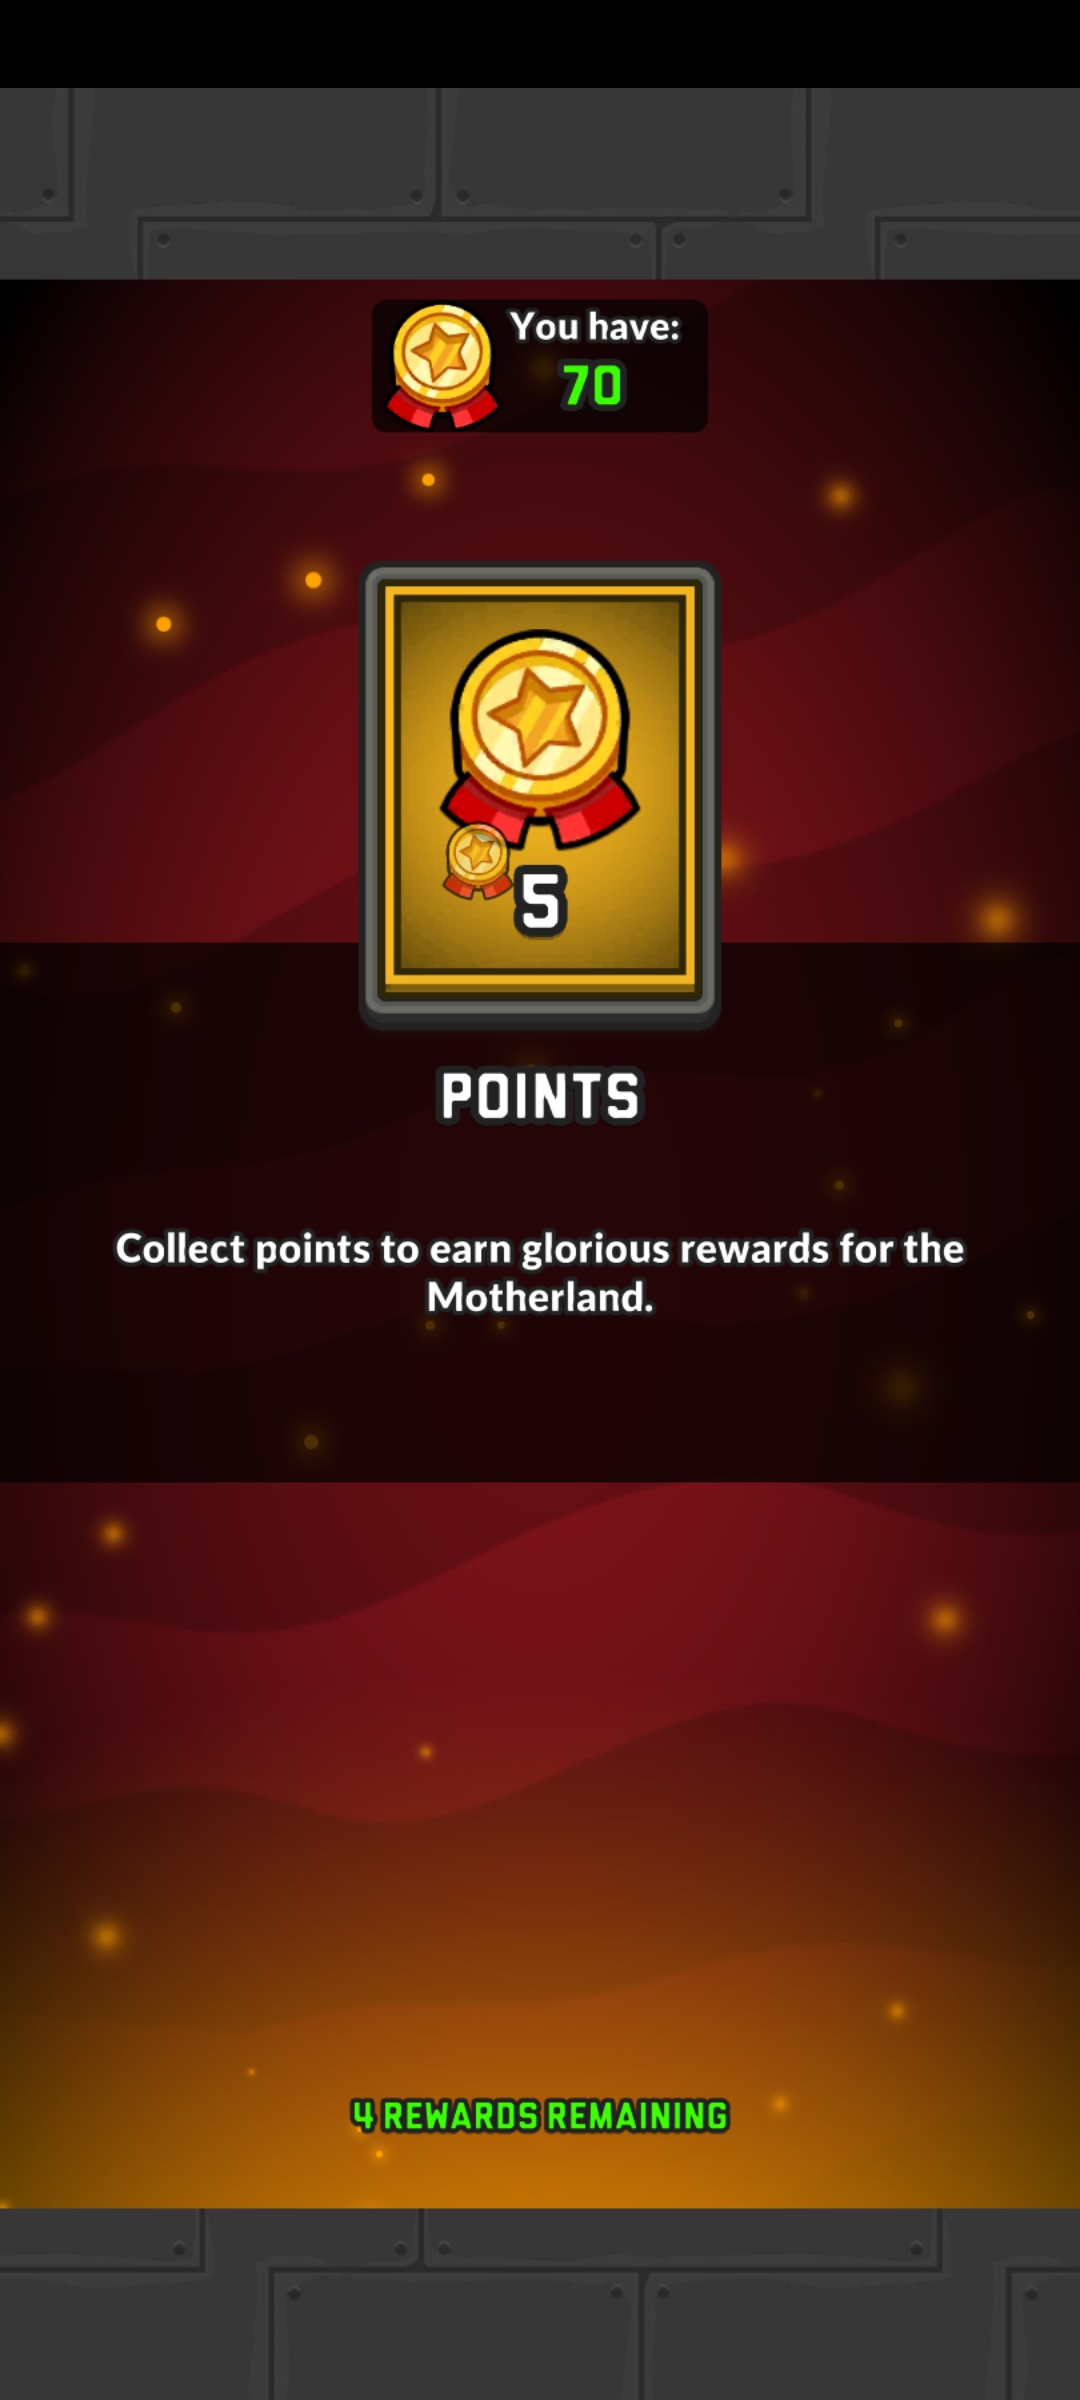 You have:
70
5
POINTS
Collect points to earn glorious rewards for the
Motherland.
4 REWARDS REMAINING